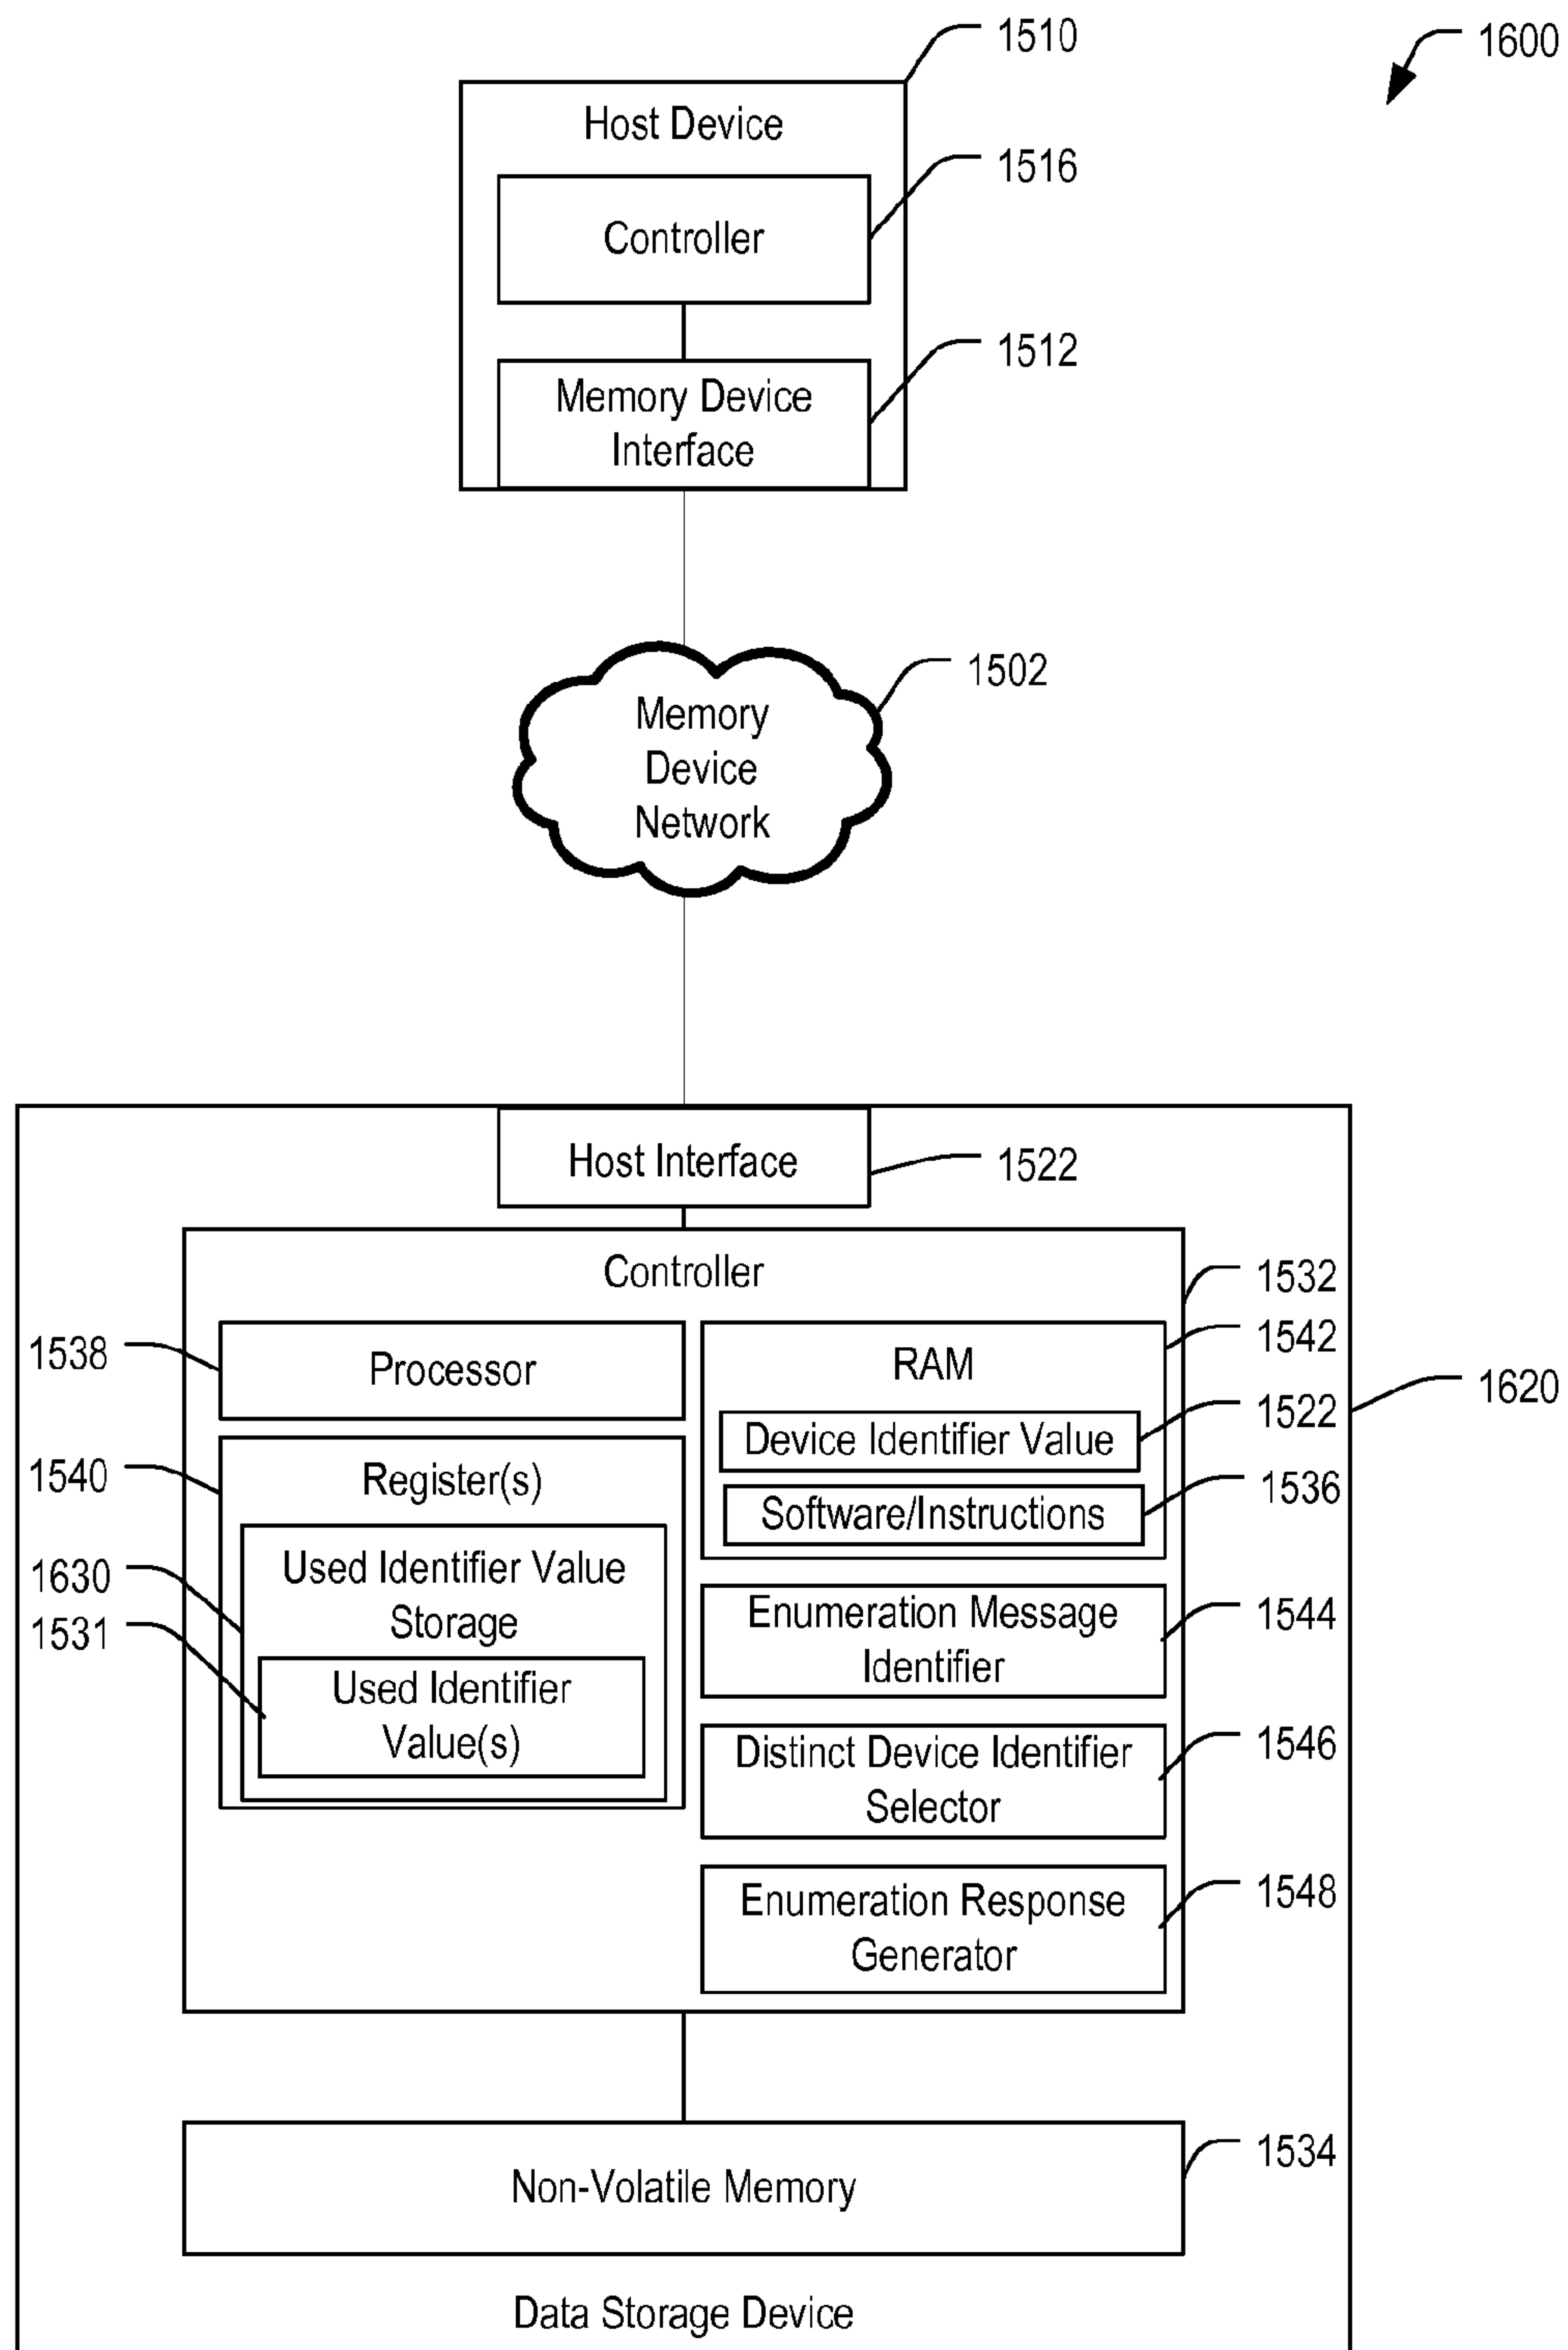 1510
1600
Host Device
1516
Controller
1512
Memory Device
Interface
1502
Memory
Device
Network
Host Interface
1522
Controller
1532
1538
Processor
RAM
1542
1620
Device Identifier Value
1522
1540
Register(s)
Software/Instructions
1536
1630
Used Identifier Value
Storage
1531
Used Identifier
Value(s)
Enumeration Message
Identifier
1544
Distinct Device Identifier
Selector
1546
Enumeration Response
Generator
1548
Non-Volatile Memory
1534
Data Storage Device